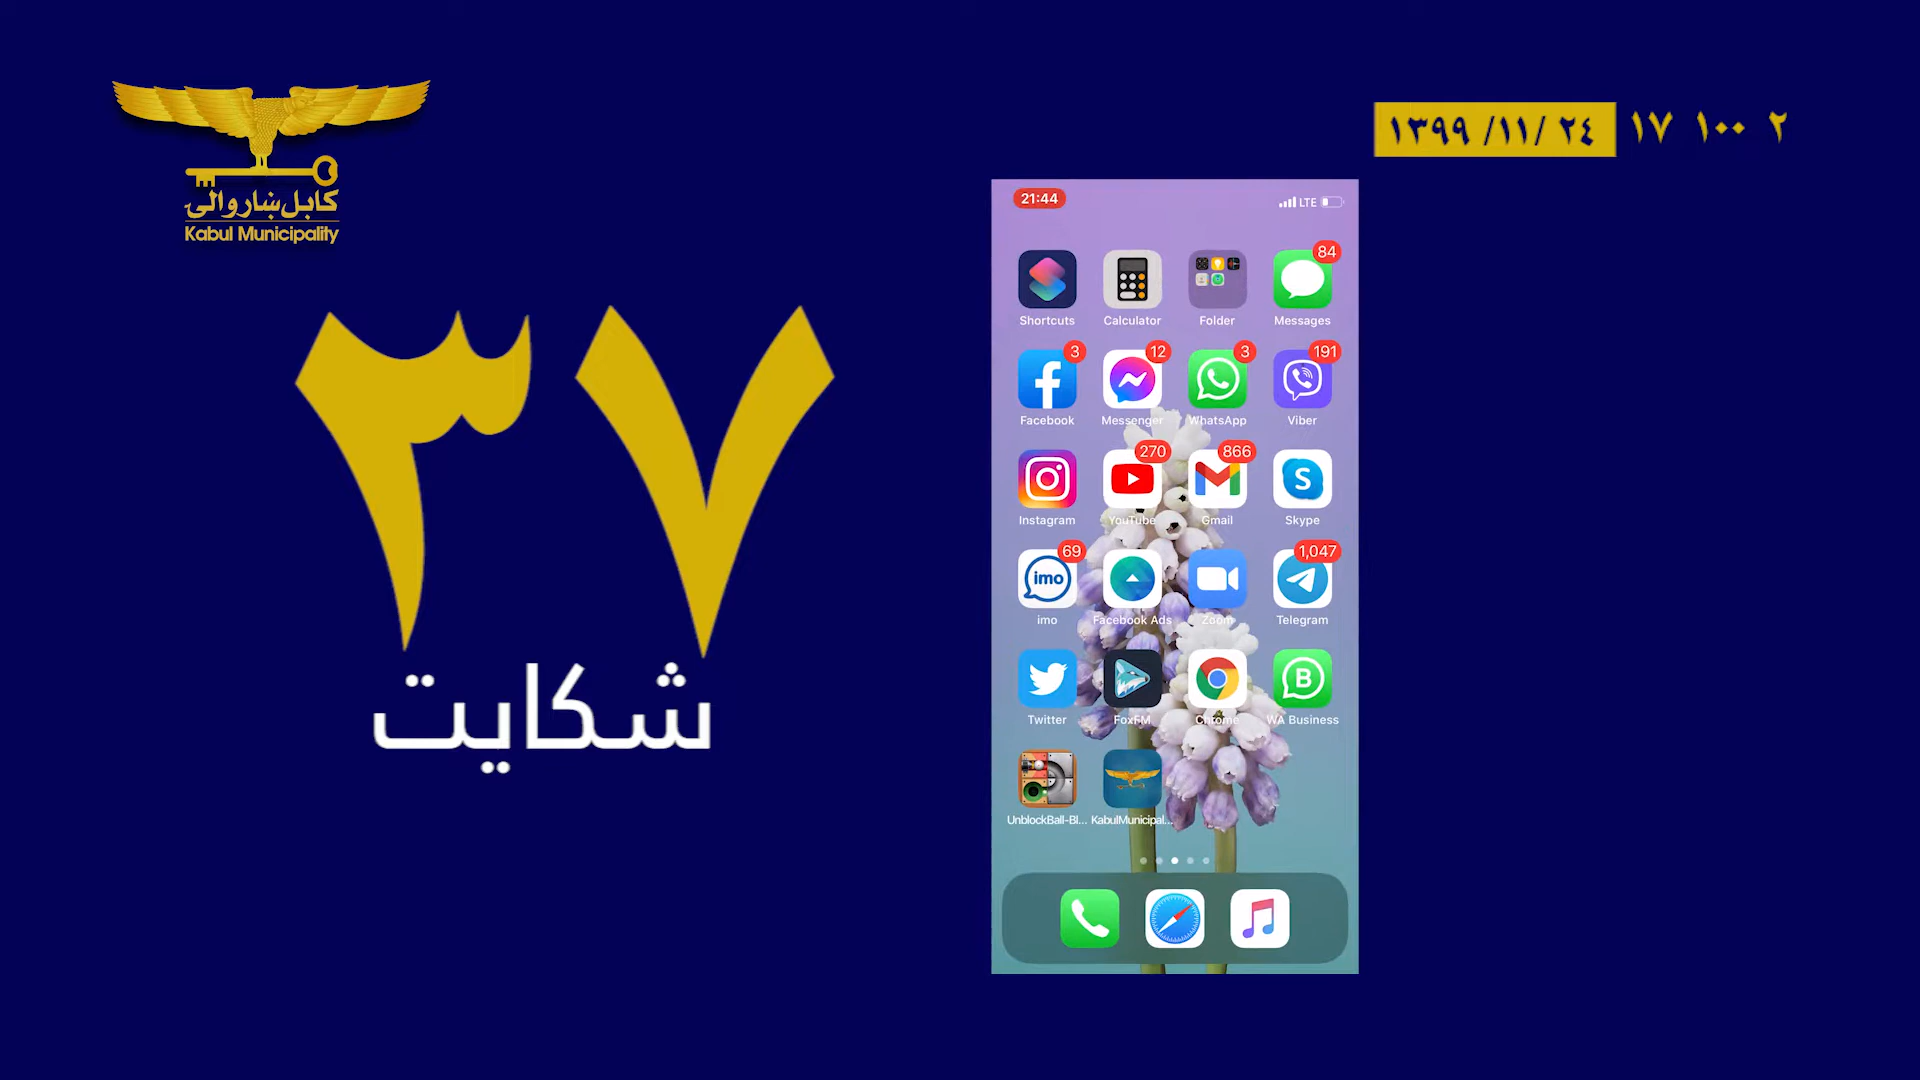 کابل ښاروالی
Kabul Municipality
۱۳۹۹ /۱۱/ ۲۴
۱۷ ۱۰۰ ۲
۳۷
شکایت
21:44
LTE
84
Shortcuts
Calculator
Folder
Messages
3
12
3
191
Facebook
Messenger
WhatsApp
Viber
270
866
Instagram
YouTube
Gmail
Skype
69
1,047
imo
imo
Facebook Ads
Zoom
Telegram
Twitter
FoxFM
Chrome
WA Business
UnblockBall-Bl...
KabulMunicipal...